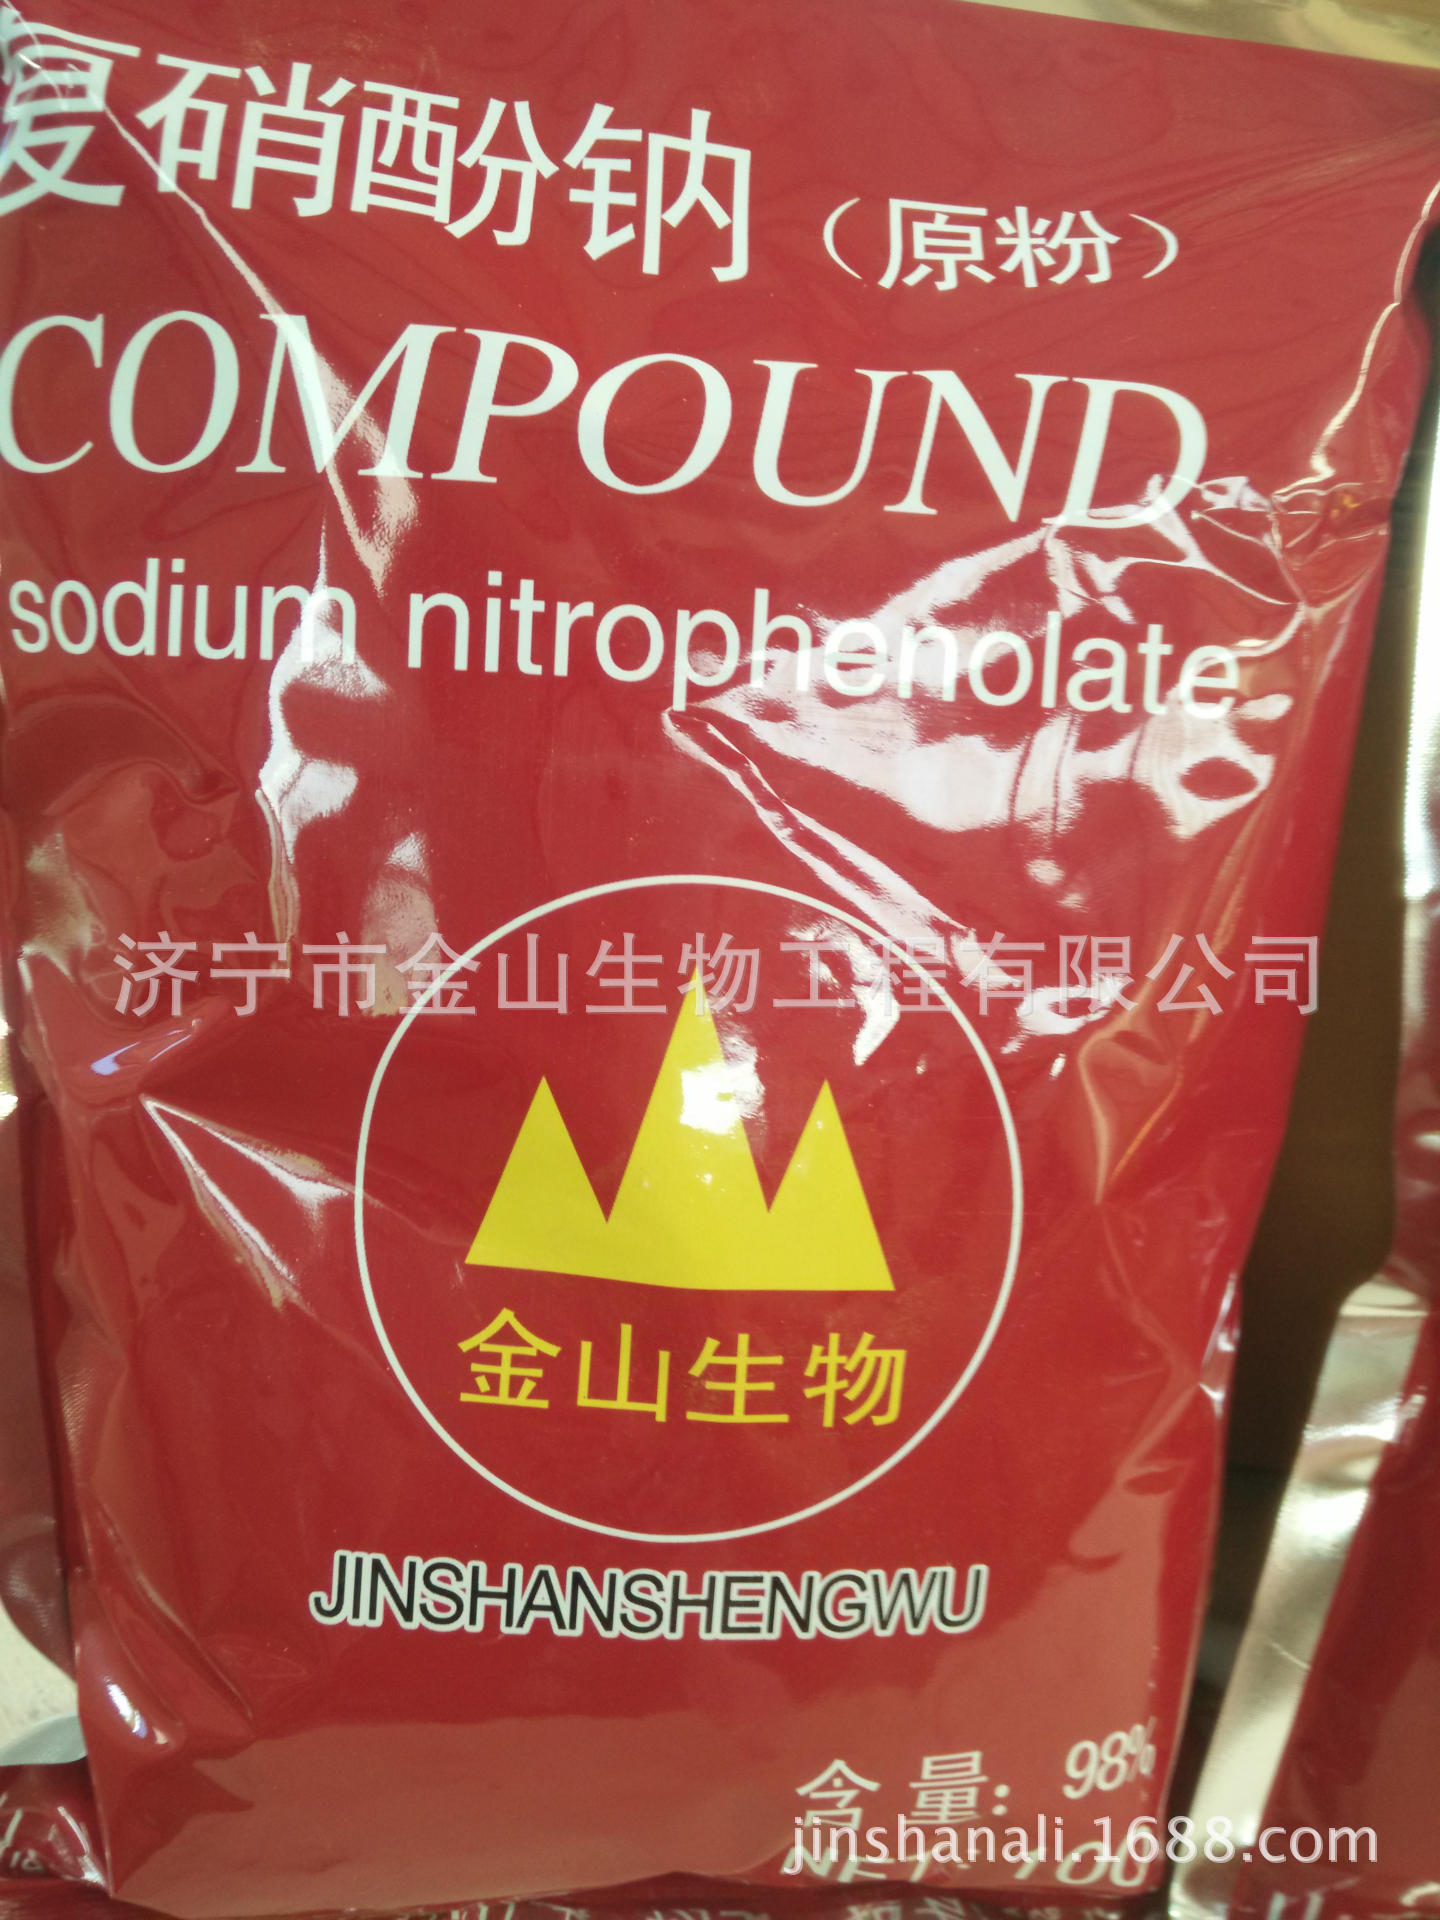 复硝酚钠（原粉）
COMPOUND
sodium nitrophenolate
济宁市金山生物工程有限公司
金山生物
JINSHANSHENGWU
含 量: 98%
jinshanali.1688.com